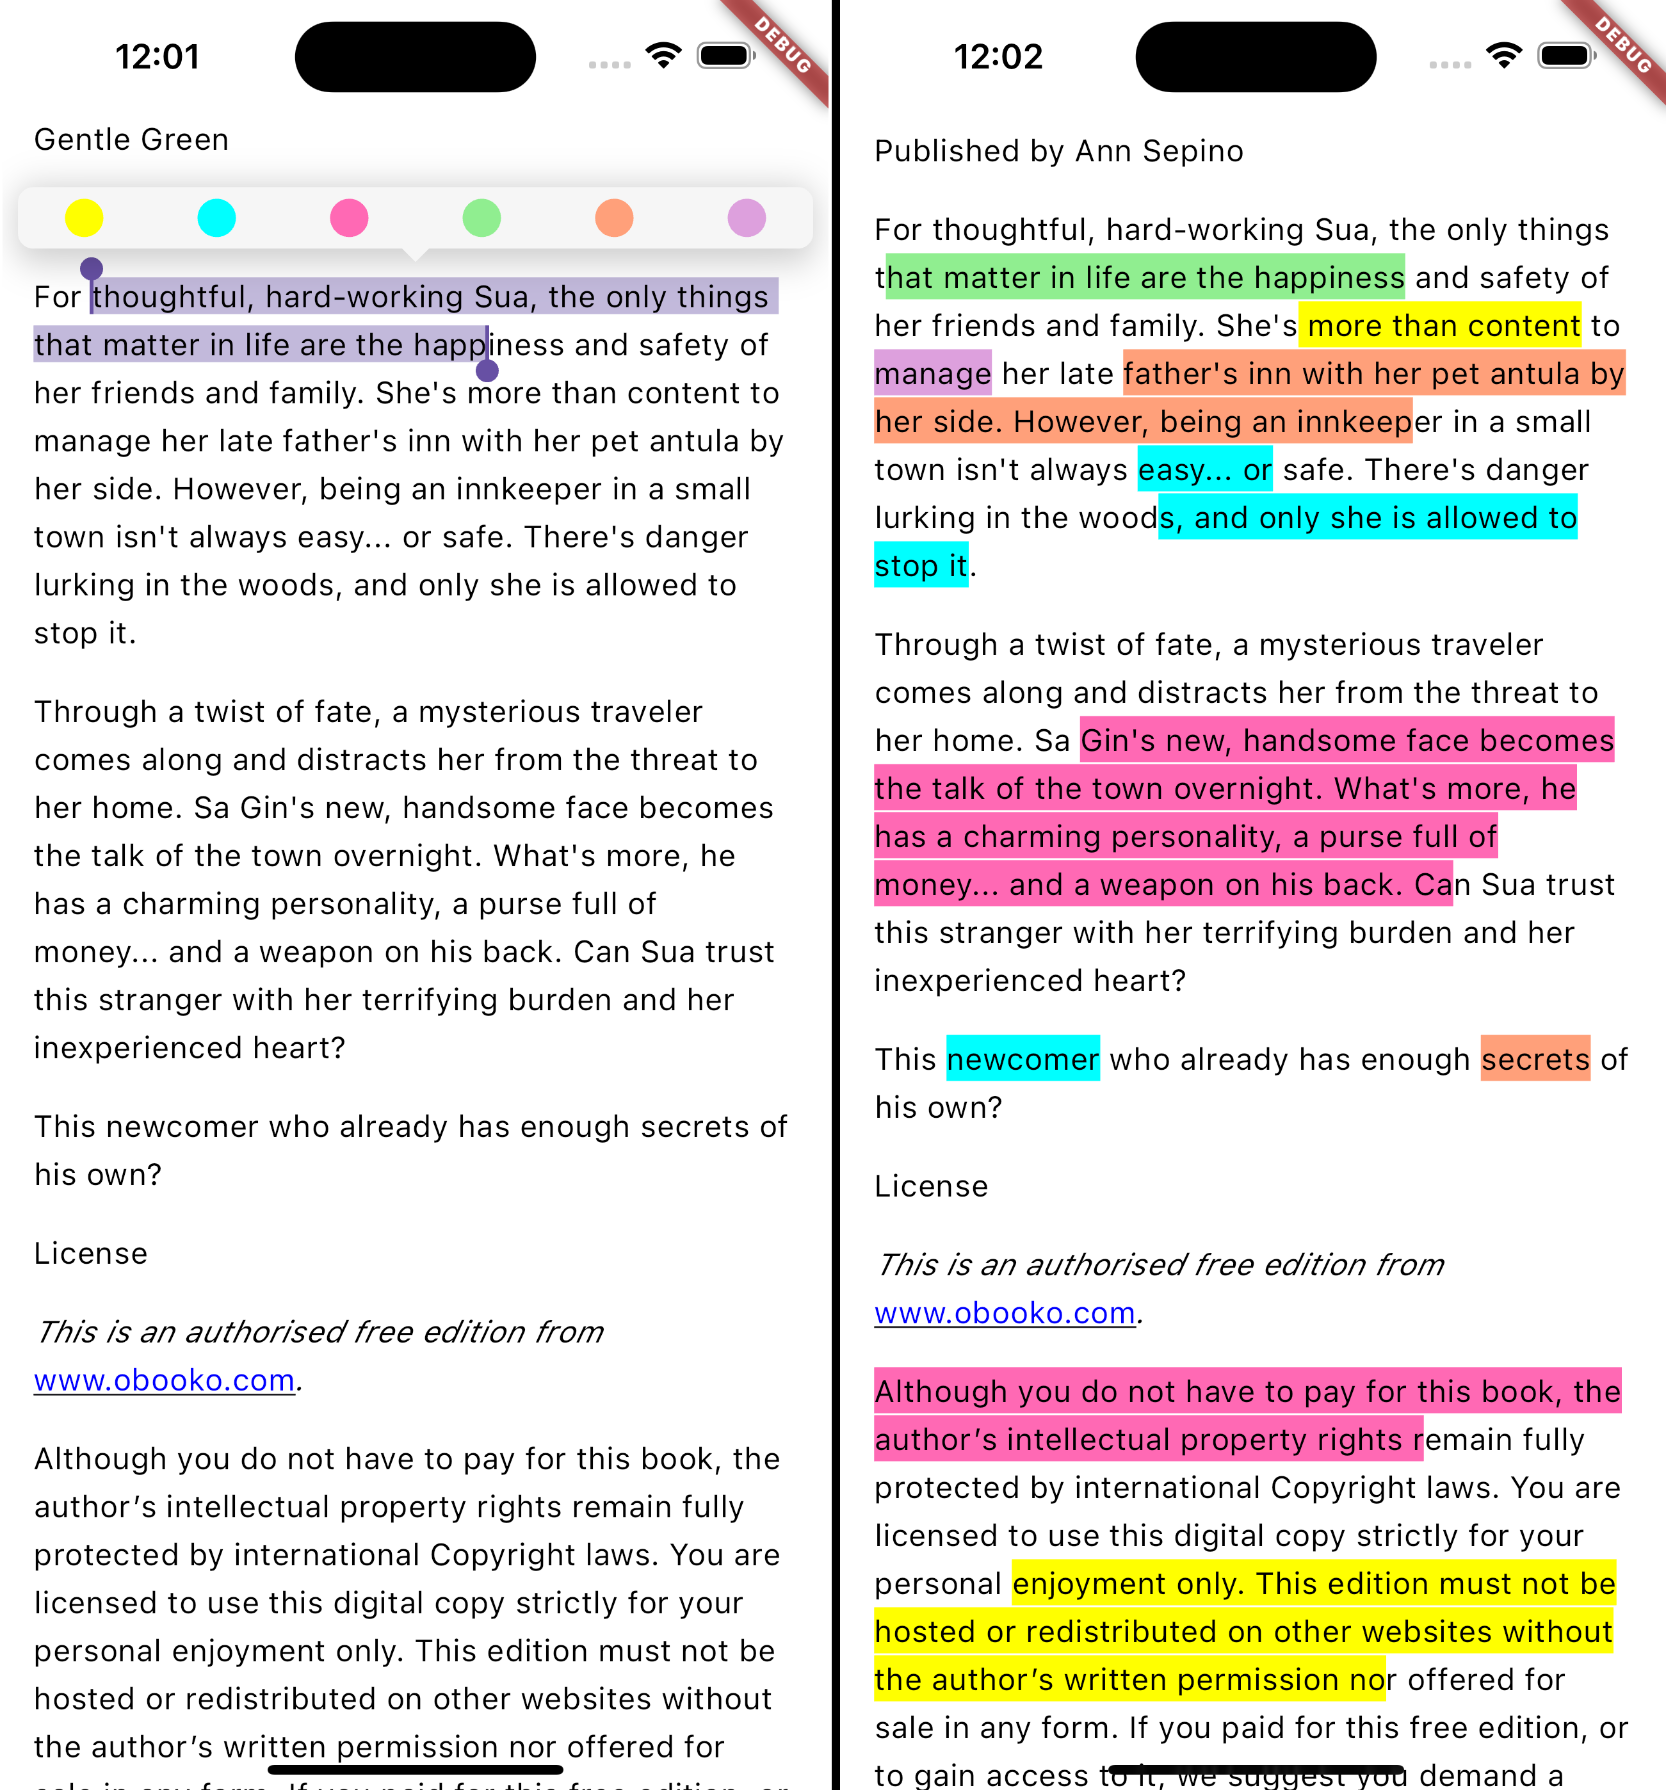 12:01
DEBUG
Gentle Green
For thoughtful, hard-working Sua, the only things
that matter in life are the happiness and safety of
her friends and family. She's more than content to
manage her late father's inn with her pet antula by
her side. However, being an innkeeper in a small
town isn't always easy... or safe. There's danger
lurking in the woods, and only she is allowed to
stop it.
Through a twist of fate, a mysterious traveler
comes along and distracts her from the threat to
her home. Sa Gin's new, handsome face becomes
the talk of the town overnight. What's more, he
has a charming personality, a purse full of
money... and a weapon on his back. Can Sua trust
this stranger with her terrifying burden and her
inexperienced heart?
This newcomer who already has enough secrets of
his own?
License
This is an authorised free edition from
www.obooko.com.
Although you do not have to pay for this book, the
author’s intellectual property rights remain fully
protected by international Copyright laws. You are
licensed to use this digital copy strictly for your
personal enjoyment only. This edition must not be
hosted or redistributed on other websites without
the author’s written permission nor offered for
sale in any form. If you paid for this free edition, or
12:02
DEBUG
Published by Ann Sepino
For thoughtful, hard-working Sua, the only things
that matter in life are the happiness and safety of
her friends and family. She's more than content to
manage her late father's inn with her pet antula by
her side. However, being an innkeeper in a small
town isn't always easy... or safe. There's danger
lurking in the woods, and only she is allowed to
stop it.
Through a twist of fate, a mysterious traveler
comes along and distracts her from the threat to
her home. Sa Gin's new, handsome face becomes
the talk of the town overnight. What's more, he
has a charming personality, a purse full of
money... and a weapon on his back. Can Sua trust
this stranger with her terrifying burden and her
inexperienced heart?
This newcomer who already has enough secrets of
his own?
License
This is an authorised free edition from
www.obooko.com.
Although you do not have to pay for this book, the
author’s intellectual property rights remain fully
protected by international Copyright laws. You are
licensed to use this digital copy strictly for your
personal enjoyment only. This edition must not be
hosted or redistributed on other websites without
the author’s written permission nor offered for
sale in any form. If you paid for this free edition, or
to gain access to it, we suggest you demand a